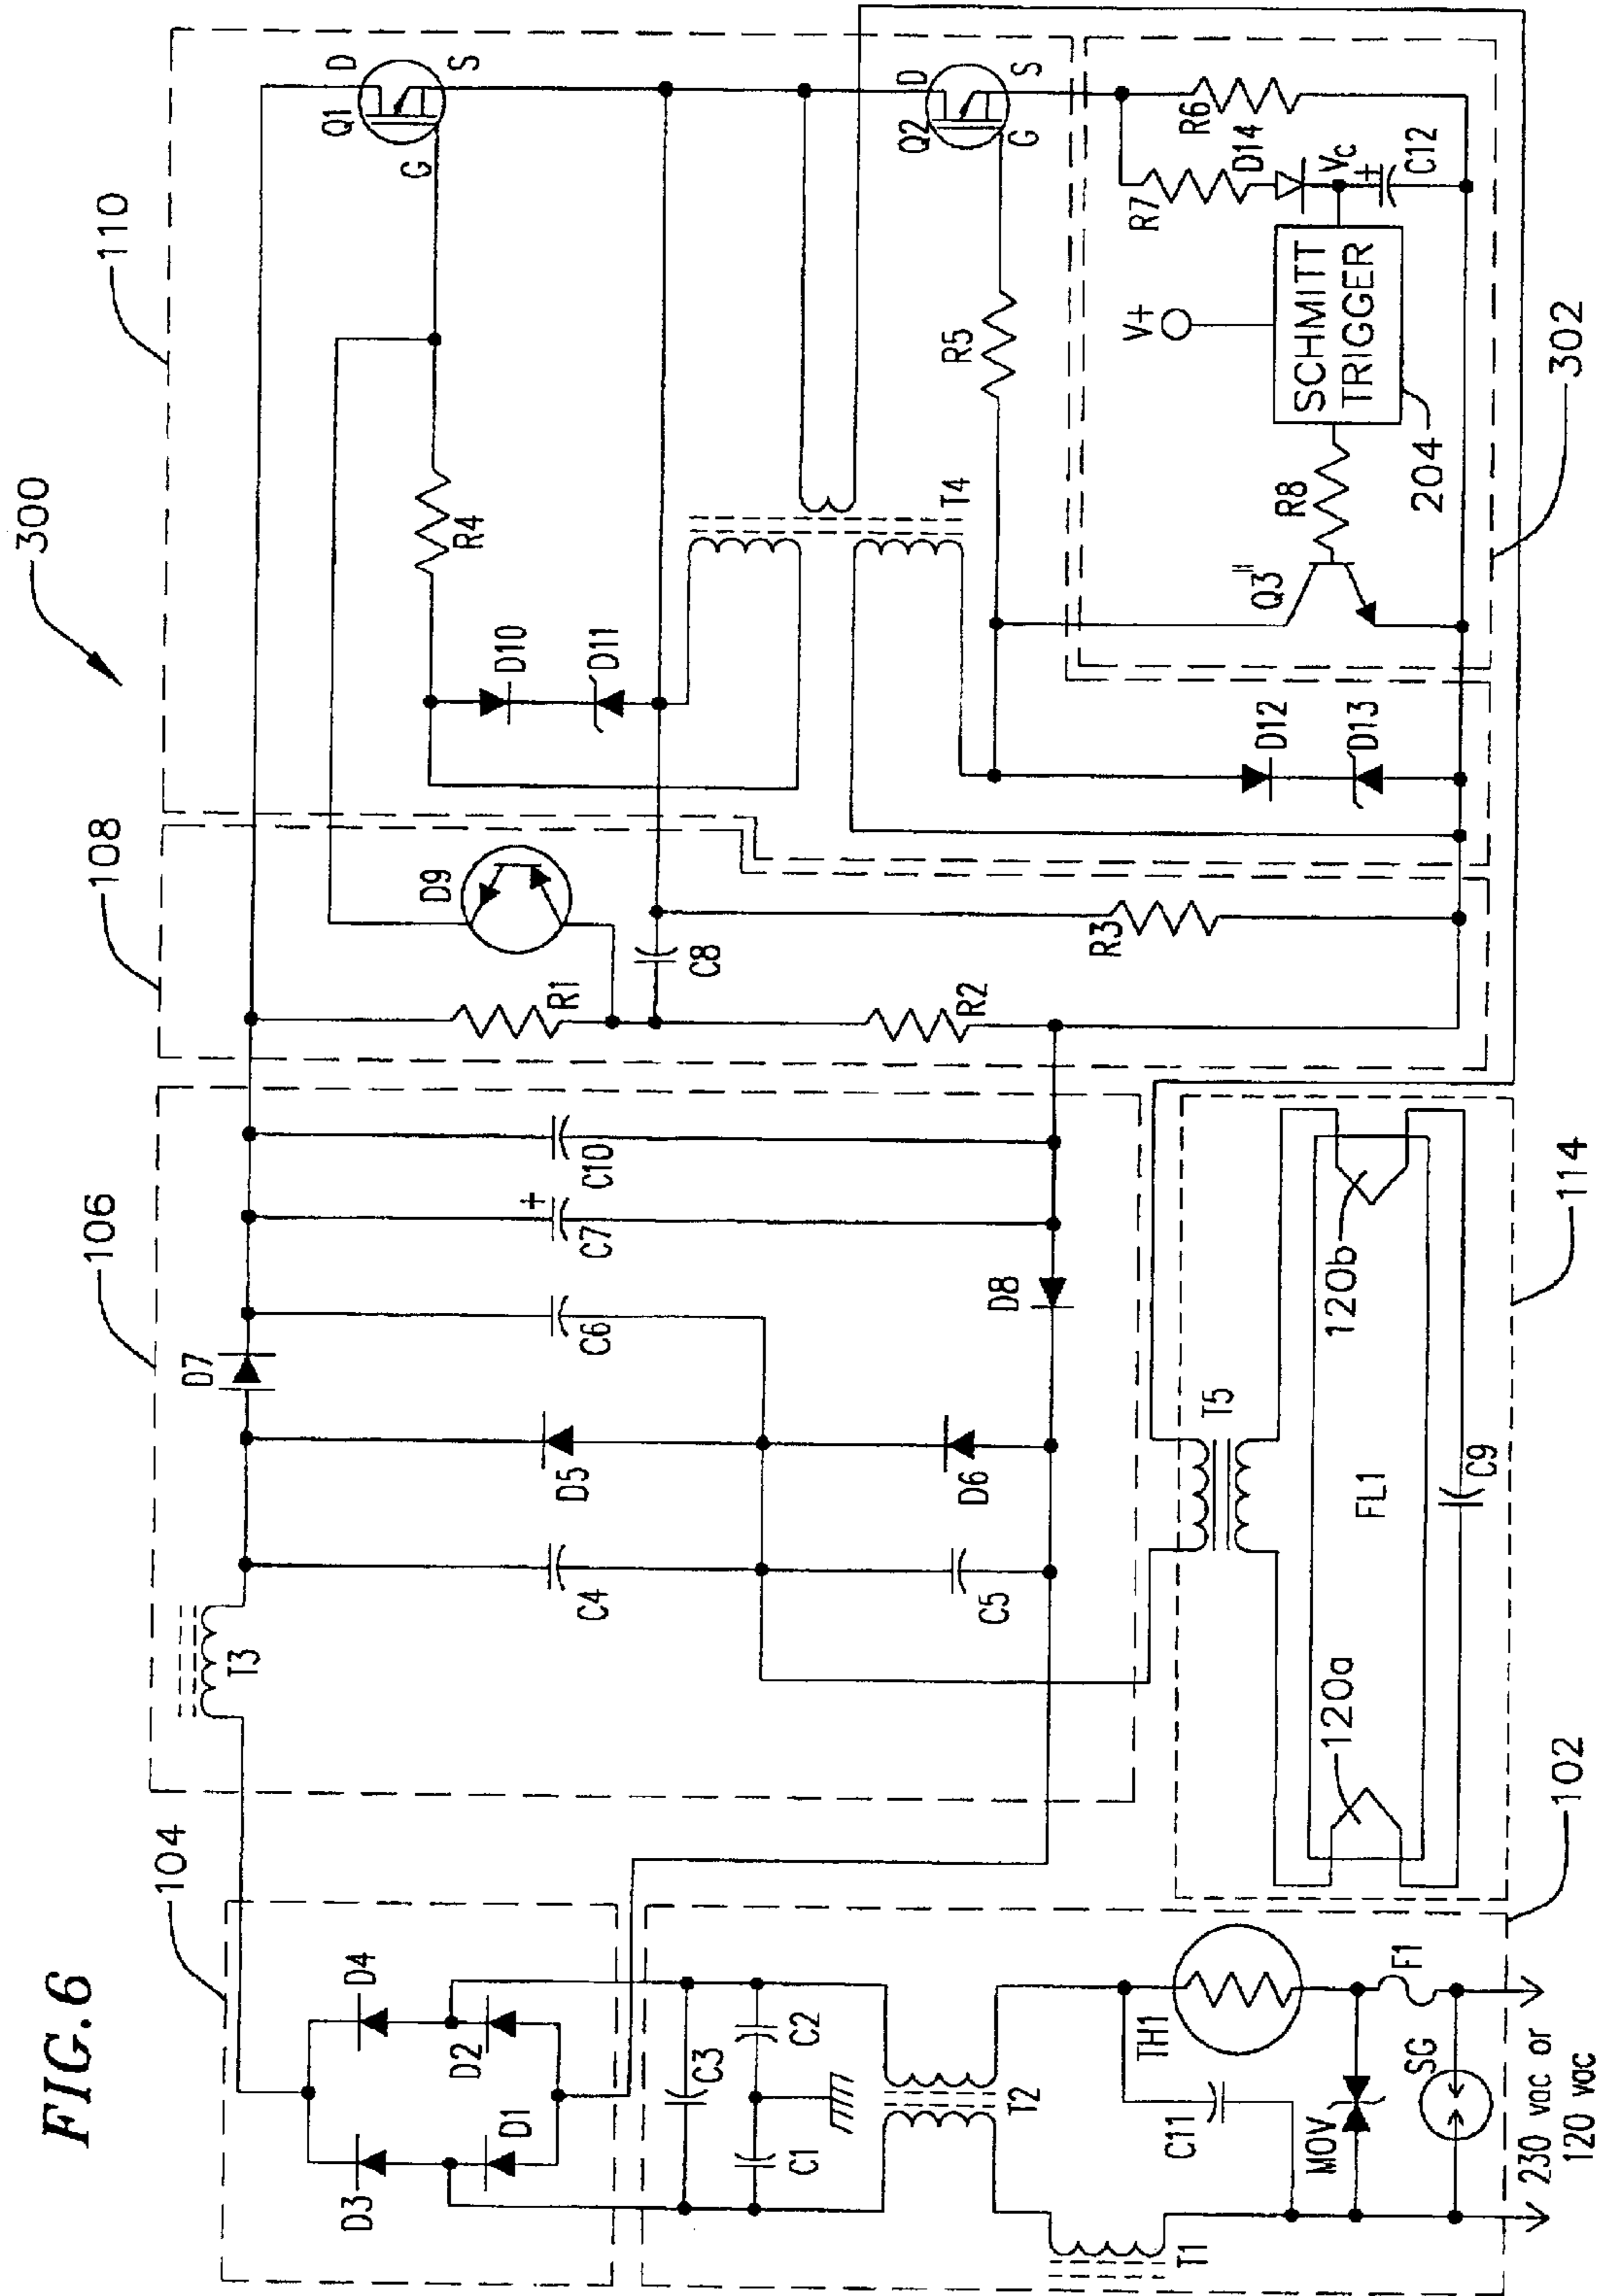 FIG.6
300
104
106
108
110
D3
D4
D1
D2
C3
C1
C2
T2
T1
C11
TH1
MOV
F1
SG
230 vac or
120 vac
102
T3
C4
C5
D5
D6
D7
D8
C6
C7
+
C10
T5
120a
120b
FL1
C9
114
R1
R2
C8
R3
D9
D10
D11
D12
D13
R4
T4
R5
Q1
D
S
G
Q2
D
S
G
R6
R7
D14
Vc
+
C12
V+
SCHMITT
TRIGGER
204
R8
Q3'''
302